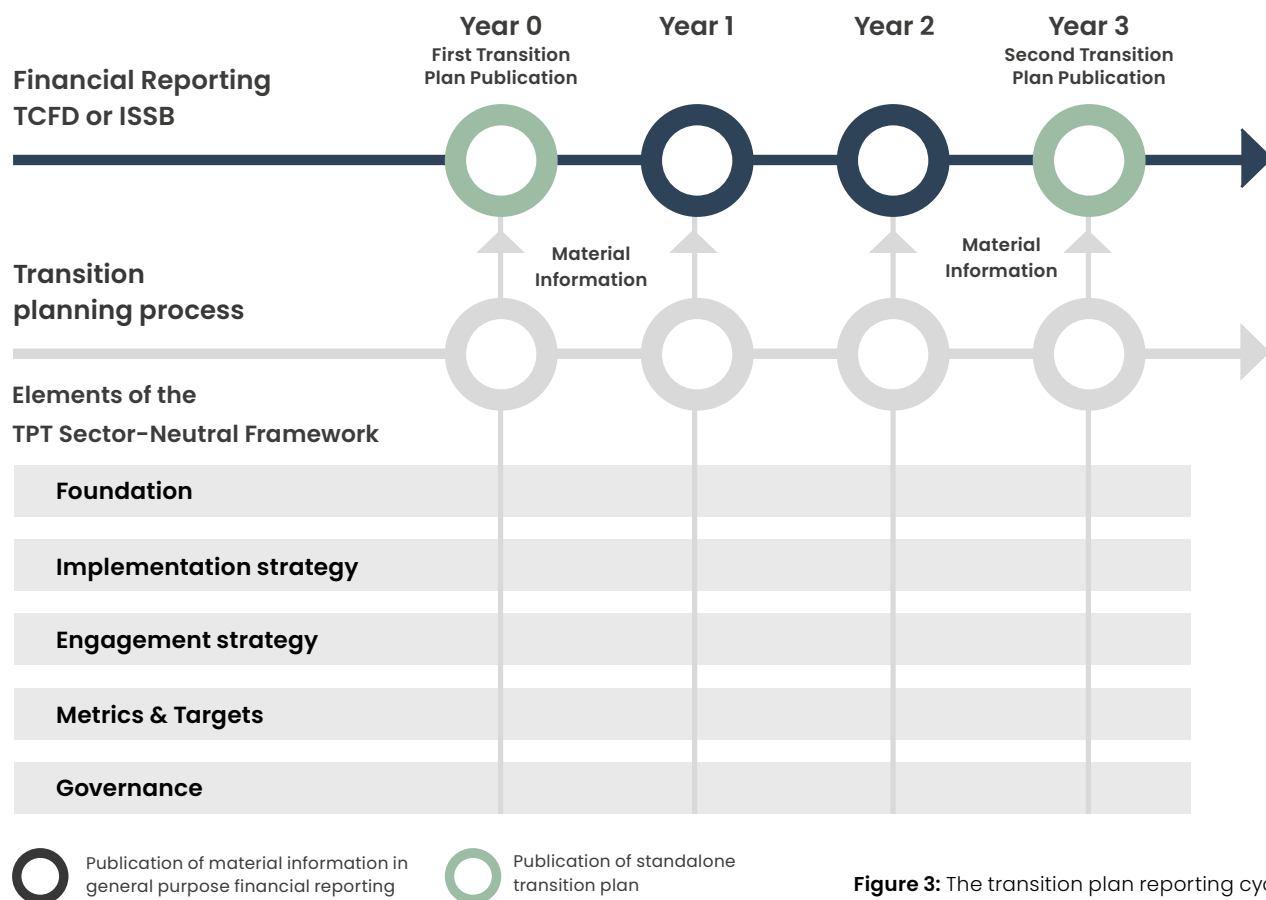 Year 0
First Transition
Plan Publication
Year 1
Year 2
Year 3
Second Transition
Plan Publication
Financial Reporting
TCFD or ISSB
Material
Information
Material
Information
Transition
planning process
Elements of the
TPT Sector-Neutral Framework
Foundation
Implementation strategy
Engagement strategy
Metrics & Targets
Governance
Publication of material information in
general purpose financial reporting
Publication of standalone
transition plan
Figure 3: The transition plan reporting